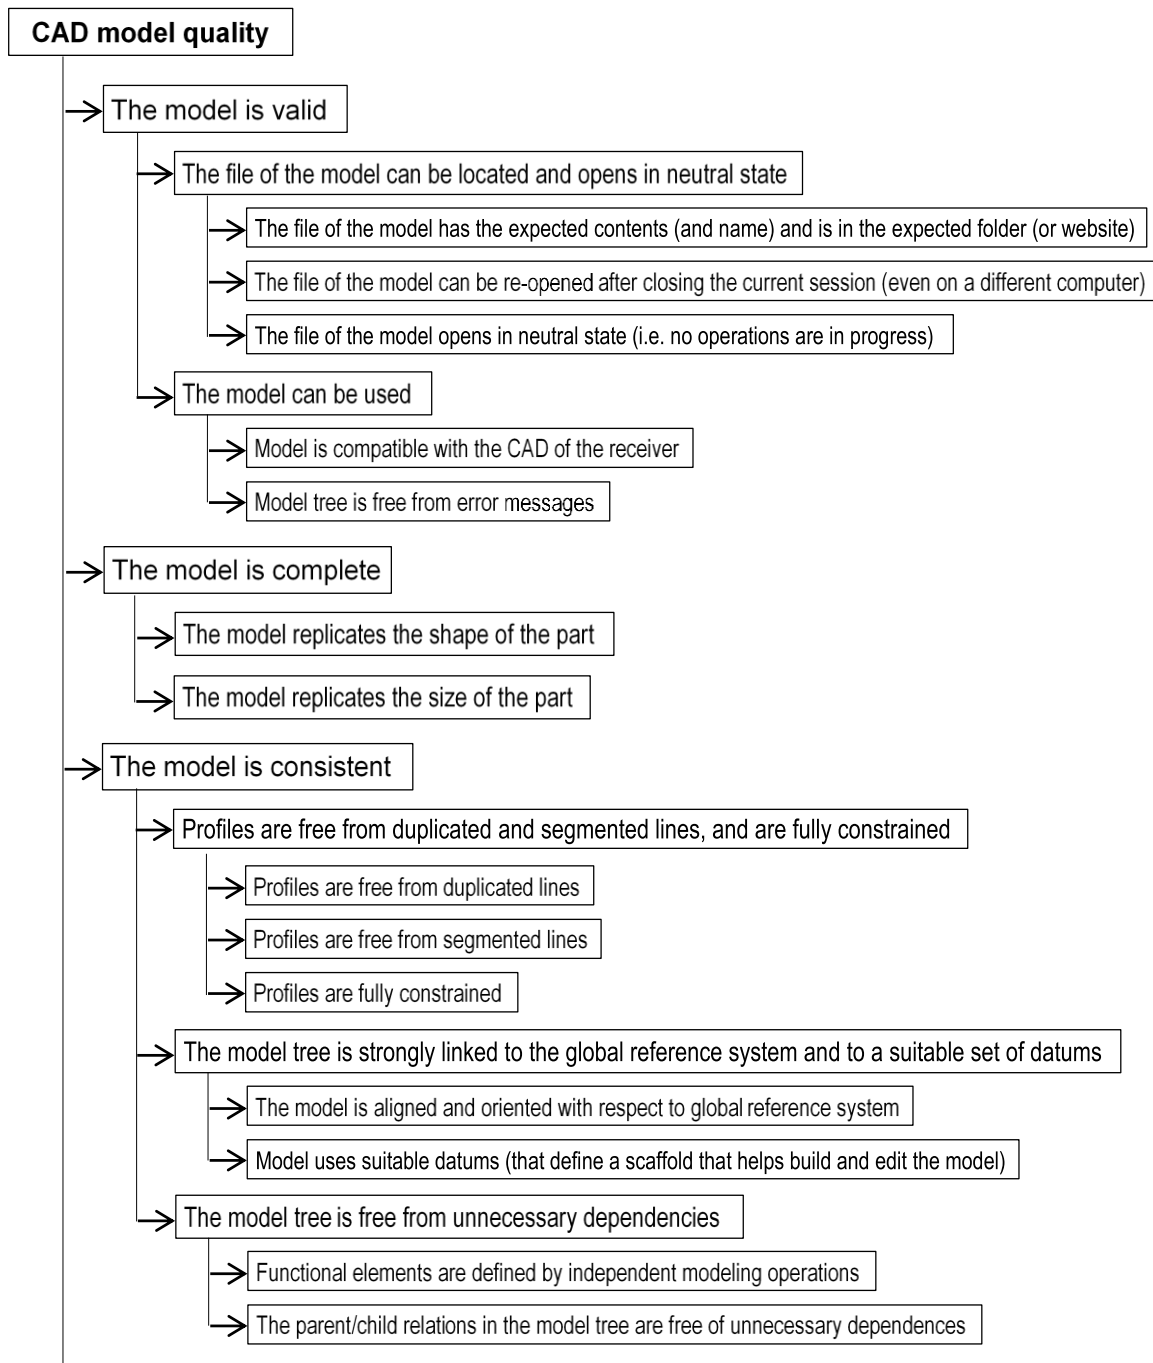 CAD model quality
The model is valid
The file of the model can be located and opens in neutral state
The file of the model has the expected contents (and name) and is in the expected folder (or website)
The file of the model can be re-opened after closing the current session (even on a different computer)
The file of the model opens in neutral state (i.e. no operations are in progress)
The model can be used
Model is compatible with the CAD of the receiver
Model tree is free from error messages
The model is complete
The model replicates the shape of the part
The model replicates the size of the part
The model is consistent
Profiles are free from duplicated and segmented lines, and are fully constrained
Profiles are free from duplicated lines
Profiles are free from segmented lines
Profiles are fully constrained
The model tree is strongly linked to the global reference system and to a suitable set of datums
The model is aligned and oriented with respect to global reference system
Model uses suitable datums (that define a scaffold that helps build and edit the model)
The model tree is free from unnecessary dependencies
Functional elements are defined by independent modeling operations
The parent/child relations in the model tree are free of unnecessary dependences